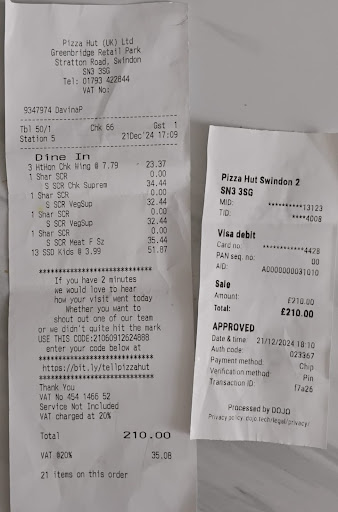 Pizza Hut (UK) Ltd
Greenbridge Retail Park
Stratton Road, Swindon
SN3 3SG
Tel: 01793 422844
VAT No:
9347974 DavinaP
Tbl 50/1 Chk 66 Gst 1
Station 5 21Dec'24 17:09
Dine In
3 HtHon Chk Wing @ 7.79 23.37
1 Shar SCR 0.00
S SCR Chk Suprem 34.44
1 Shar SCR 0.00
S SCR VegSup 32.44
1 Shar SCR 0.00
S SCR VegSup 32.44
1 Shar SCR 0.00
S SCR Meat F Sz 35.44
13 SSD Kids @ 3.99 51.87
****************************
If you have 2 minutes
we would love to hear
how your visit went today
Whether you want to
shout out one of our team
or we didn't quite hit the mark
USE THIS CODE:21050912624888
enter your code below at
****************************
https://bit.ly/tellpizzahut
****************************
Thank You
VAT No 454 1466 52
Service Not Included
VAT charged at 20%
Total 210.00
VAT @20% 35.08
21 items on this order
Pizza Hut Swindon 2
SN3 3SG
MID: **********13123
TID: ****4008
Visa debit
Card no. ************4428
PAN seq. no: 00
AID: A0000000031010
Sale
Amount: £210.00
Total: £210.00
APPROVED
Date & time: 21/12/2024 18:10
Auth code: 023367
Payment method: Chip
Verification method: Pin
Transaction ID: f7a26
Processed by DOJO
Privacy policy: dojo.tech/legal/privacy/